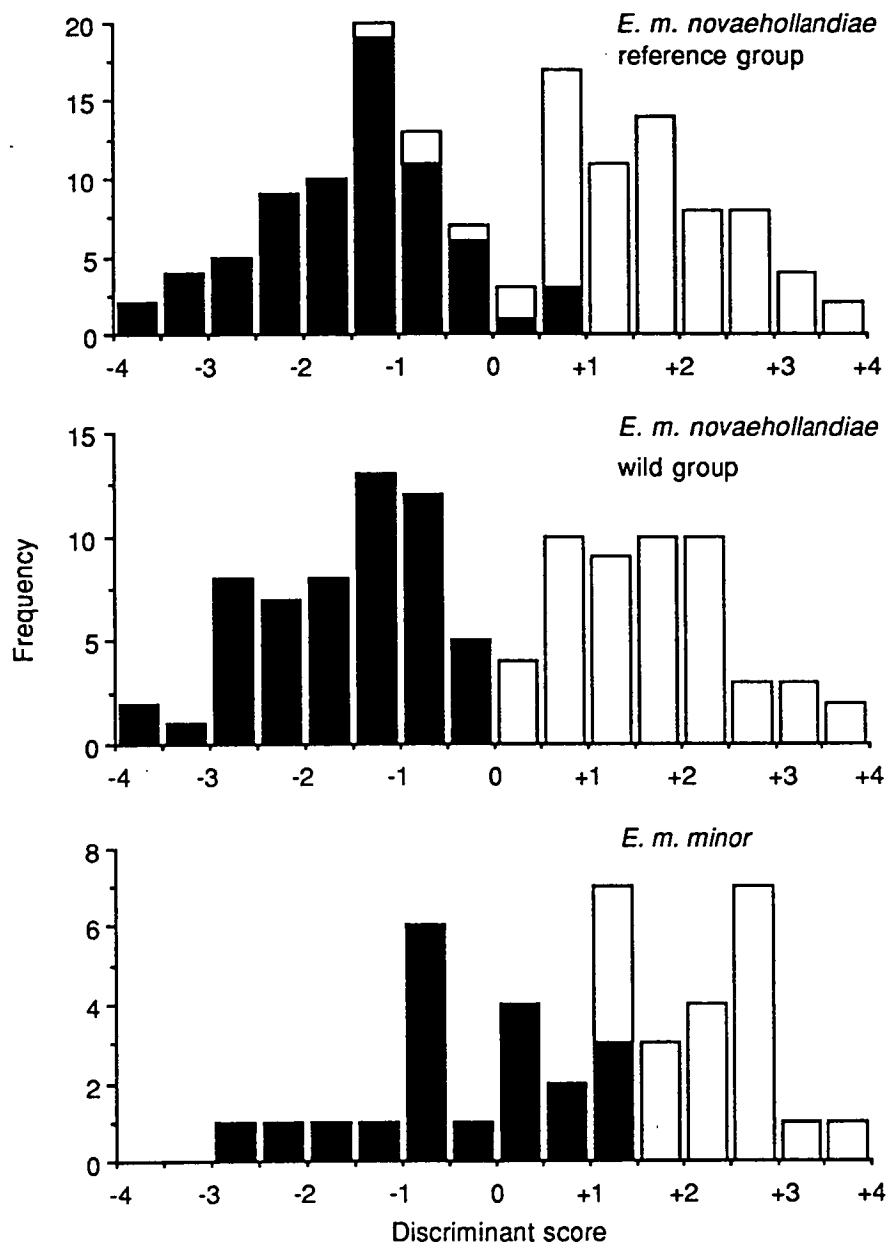 E. m. novaehollandiae
reference group
20
15
10
5
0
-4 -3 -2 -1 0 +1 +2 +3 +4
E. m. novaehollandiae
wild group
15
10
5
0
-4 -3 -2 -1 0 +1 +2 +3 +4
Frequency
E. m. minor
8
6
4
2
0
-4 -3 -2 -1 0 +1 +2 +3 +4
Discriminant score